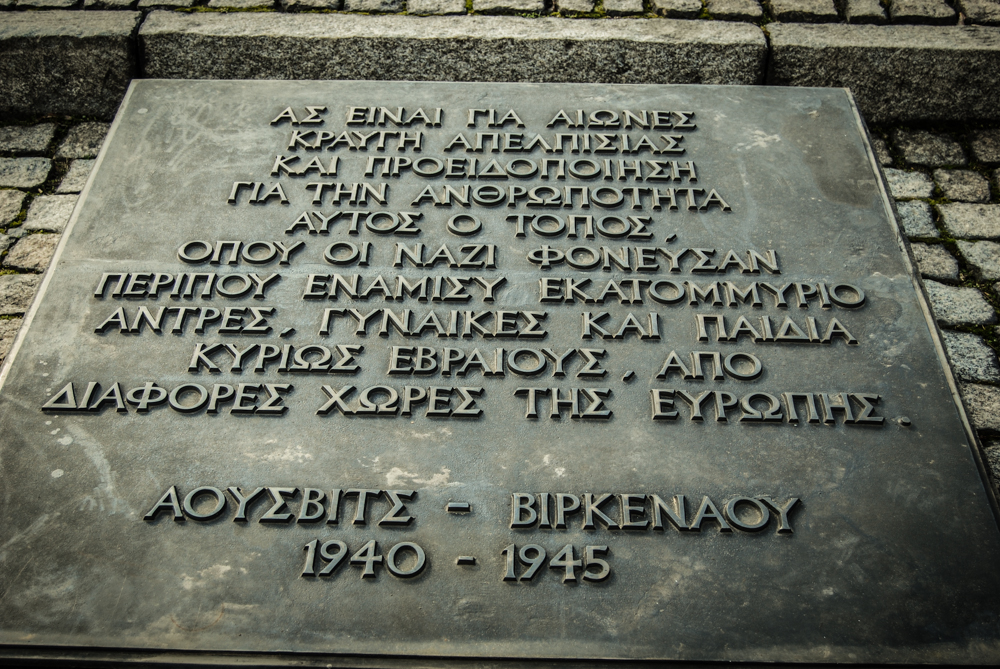 ΑΣ ΕΙΝΑΙ ΓΙΑ ΑΙΩΝΕΣ
ΚΡΑΥΓΗ ΑΠΕΛΠΙΣΙΑΣ
ΚΑΙ ΠΡΟΕΙΔΟΠΟΙΗΣΗ
ΓΙΑ ΤΗΝ ΑΝΘΡΩΠΟΤΗΤΑ
ΑΥΤΟΣ Ο ΤΟΠΟΣ,
ΟΠΟΥ ΟΙ ΝΑΖΙ ΦΟΝΕΥΣΑΝ
ΠΕΡΙΠΟΥ ΕΝΑΜΙΣΥ ΕΚΑΤΟΜΜΥΡΙΟ
ΑΝΤΡΕΣ, ΓΥΝΑΙΚΕΣ ΚΑΙ ΠΑΙΔΙΑ
ΚΥΡΙΩΣ ΕΒΡΑΙΟΥΣ, ΑΠΟ
ΔΙΑΦΟΡΕΣ ΧΩΡΕΣ ΤΗΣ ΕΥΡΩΠΗΣ.
ΑΟΥΣΒΙΤΣ - ΒΙΡΚΕΝΑΟΥ
1940 - 1945